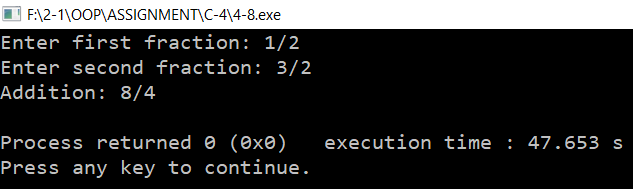 F:\2-1\OOP\ASSIGNMENT\C-4\4-8.exe
Enter first fraction: 1/2
Enter second fraction: 3/2
Addition: 8/4
Process returned 0 (0x0)   execution time : 47.653 s
Press any key to continue.